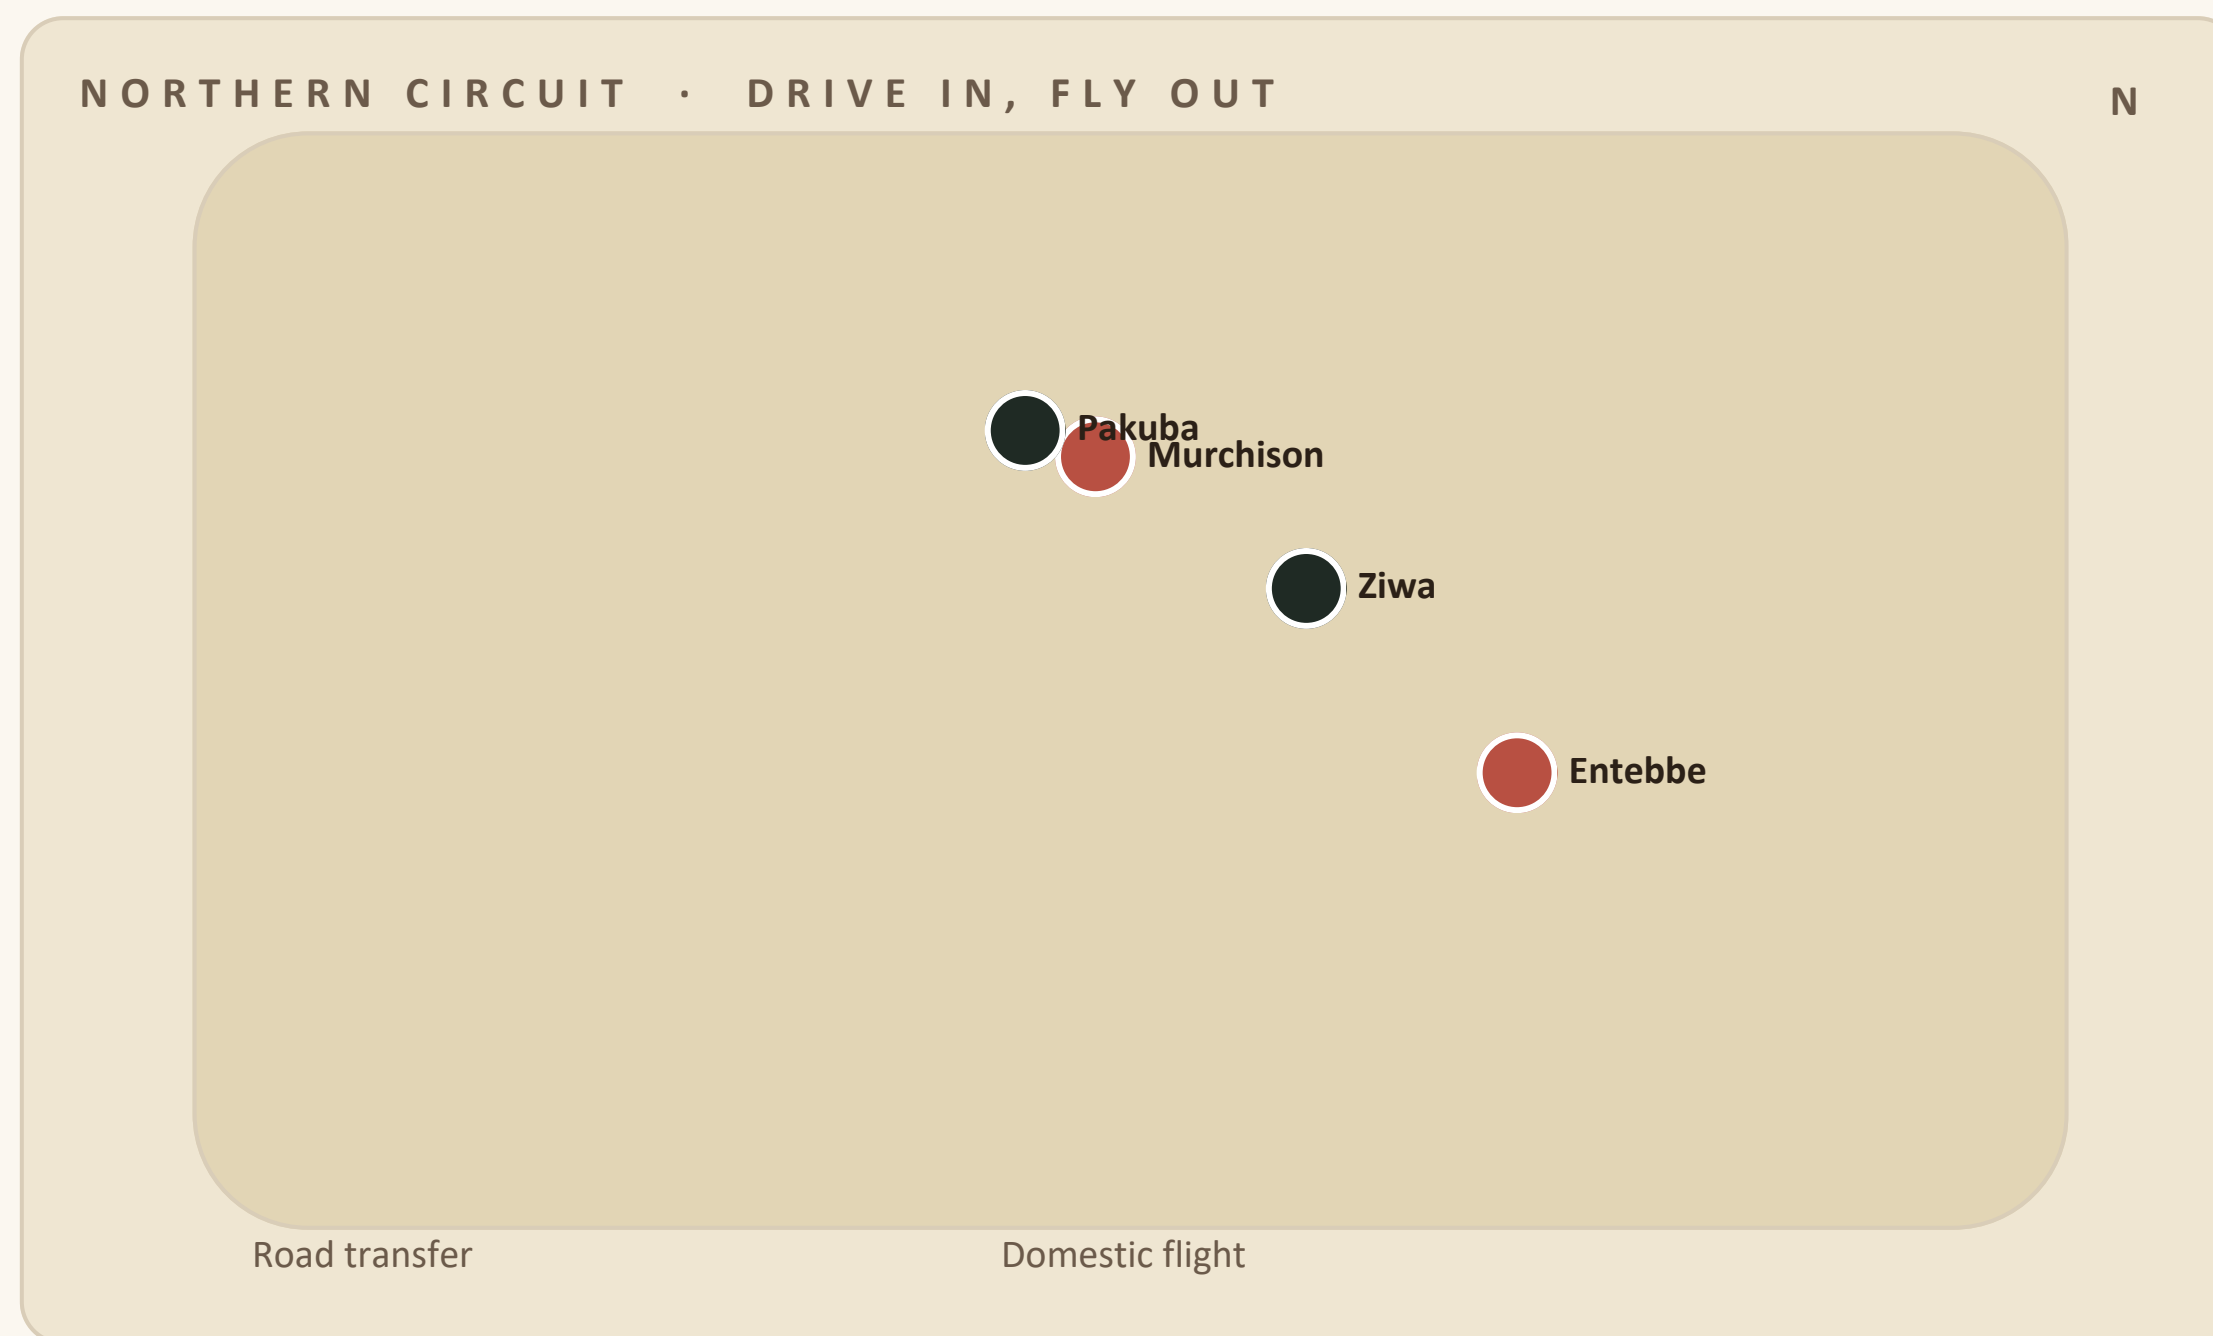 NORTHERN CIRCUIT · DRIVE IN, FLY OUT
N
Pakuba
Murchison
Ziwa
Entebbe
Road transfer
Domestic flight